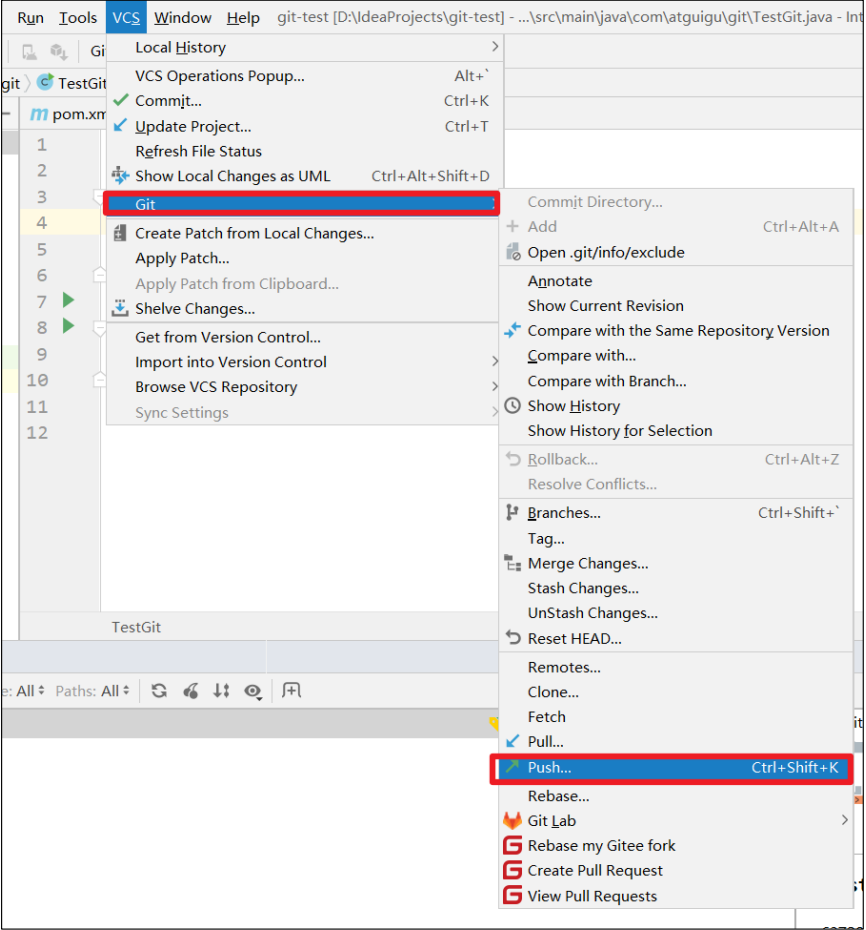 Run Tools VCS Window Help git-test [D:\IdeaProjects\git-test] - ...\src\main\java\com\atguigu\git\TestGit.java - Int
Local History
Gi
VCS Operations Popup... Alt+`
git TestGit
Commit... Ctrl+K
pom.xm
Update Project... Ctrl+T
1
Refresh File Status
2
Show Local Changes as UML Ctrl+Alt+Shift+D
3
Git
4
Create Patch from Local Changes...
5
Apply Patch...
6
Apply Patch from Clipboard...
7
Shelve Changes...
8
Get from Version Control...
9
Import into Version Control
10
Browse VCS Repository
11
Sync Settings
12
Commit Directory...
Add Ctrl+Alt+A
Open .git/info/exclude
Annotate
Show Current Revision
Compare with the Same Repository Version
Compare with...
Compare with Branch...
Show History
Show History for Selection
Rollback... Ctrl+Alt+Z
Resolve Conflicts...
Branches... Ctrl+Shift+`
Tag...
Merge Changes...
Stash Changes...
UnStash Changes...
Reset HEAD...
TestGit
Remotes...
e: All Paths: All
Clone...
Fetch
Pull...
Push... Ctrl+Shift+K
Rebase...
Git Lab
Rebase my Gitee fork
Create Pull Request
View Pull Requests